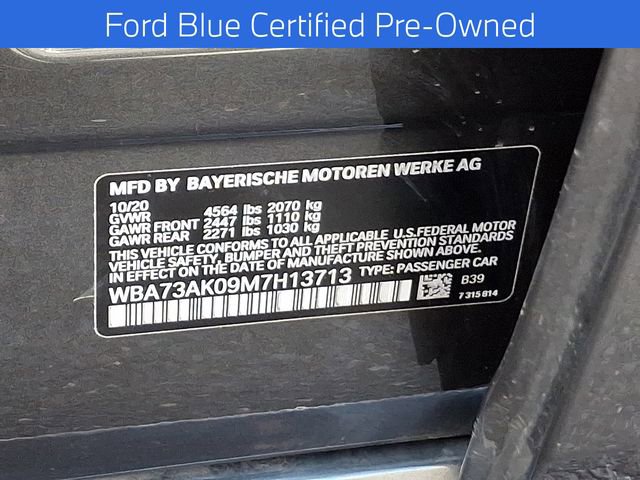 Ford Blue Certified Pre-Owned
MFD BY BAYERISCHE MOTOREN WERKE AG
10/20
GVWR 4564 lbs 2070 kg
GAWR FRONT 2447 lbs 1110 kg
GAWR REAR 2271 lbs 1030 kg
THIS VEHICLE CONFORMS TO ALL APPLICABLE U.S.FEDERAL MOTOR
VEHICLE SAFETY, BUMPER AND THEFT PREVENTION STANDARDS
IN EFFECT ON THE DATE OF MANUFACTURE SHOWN ABOVE.
WBA73AK09M7H13713 TYPE: PASSENGER CAR
B39
7 315 814